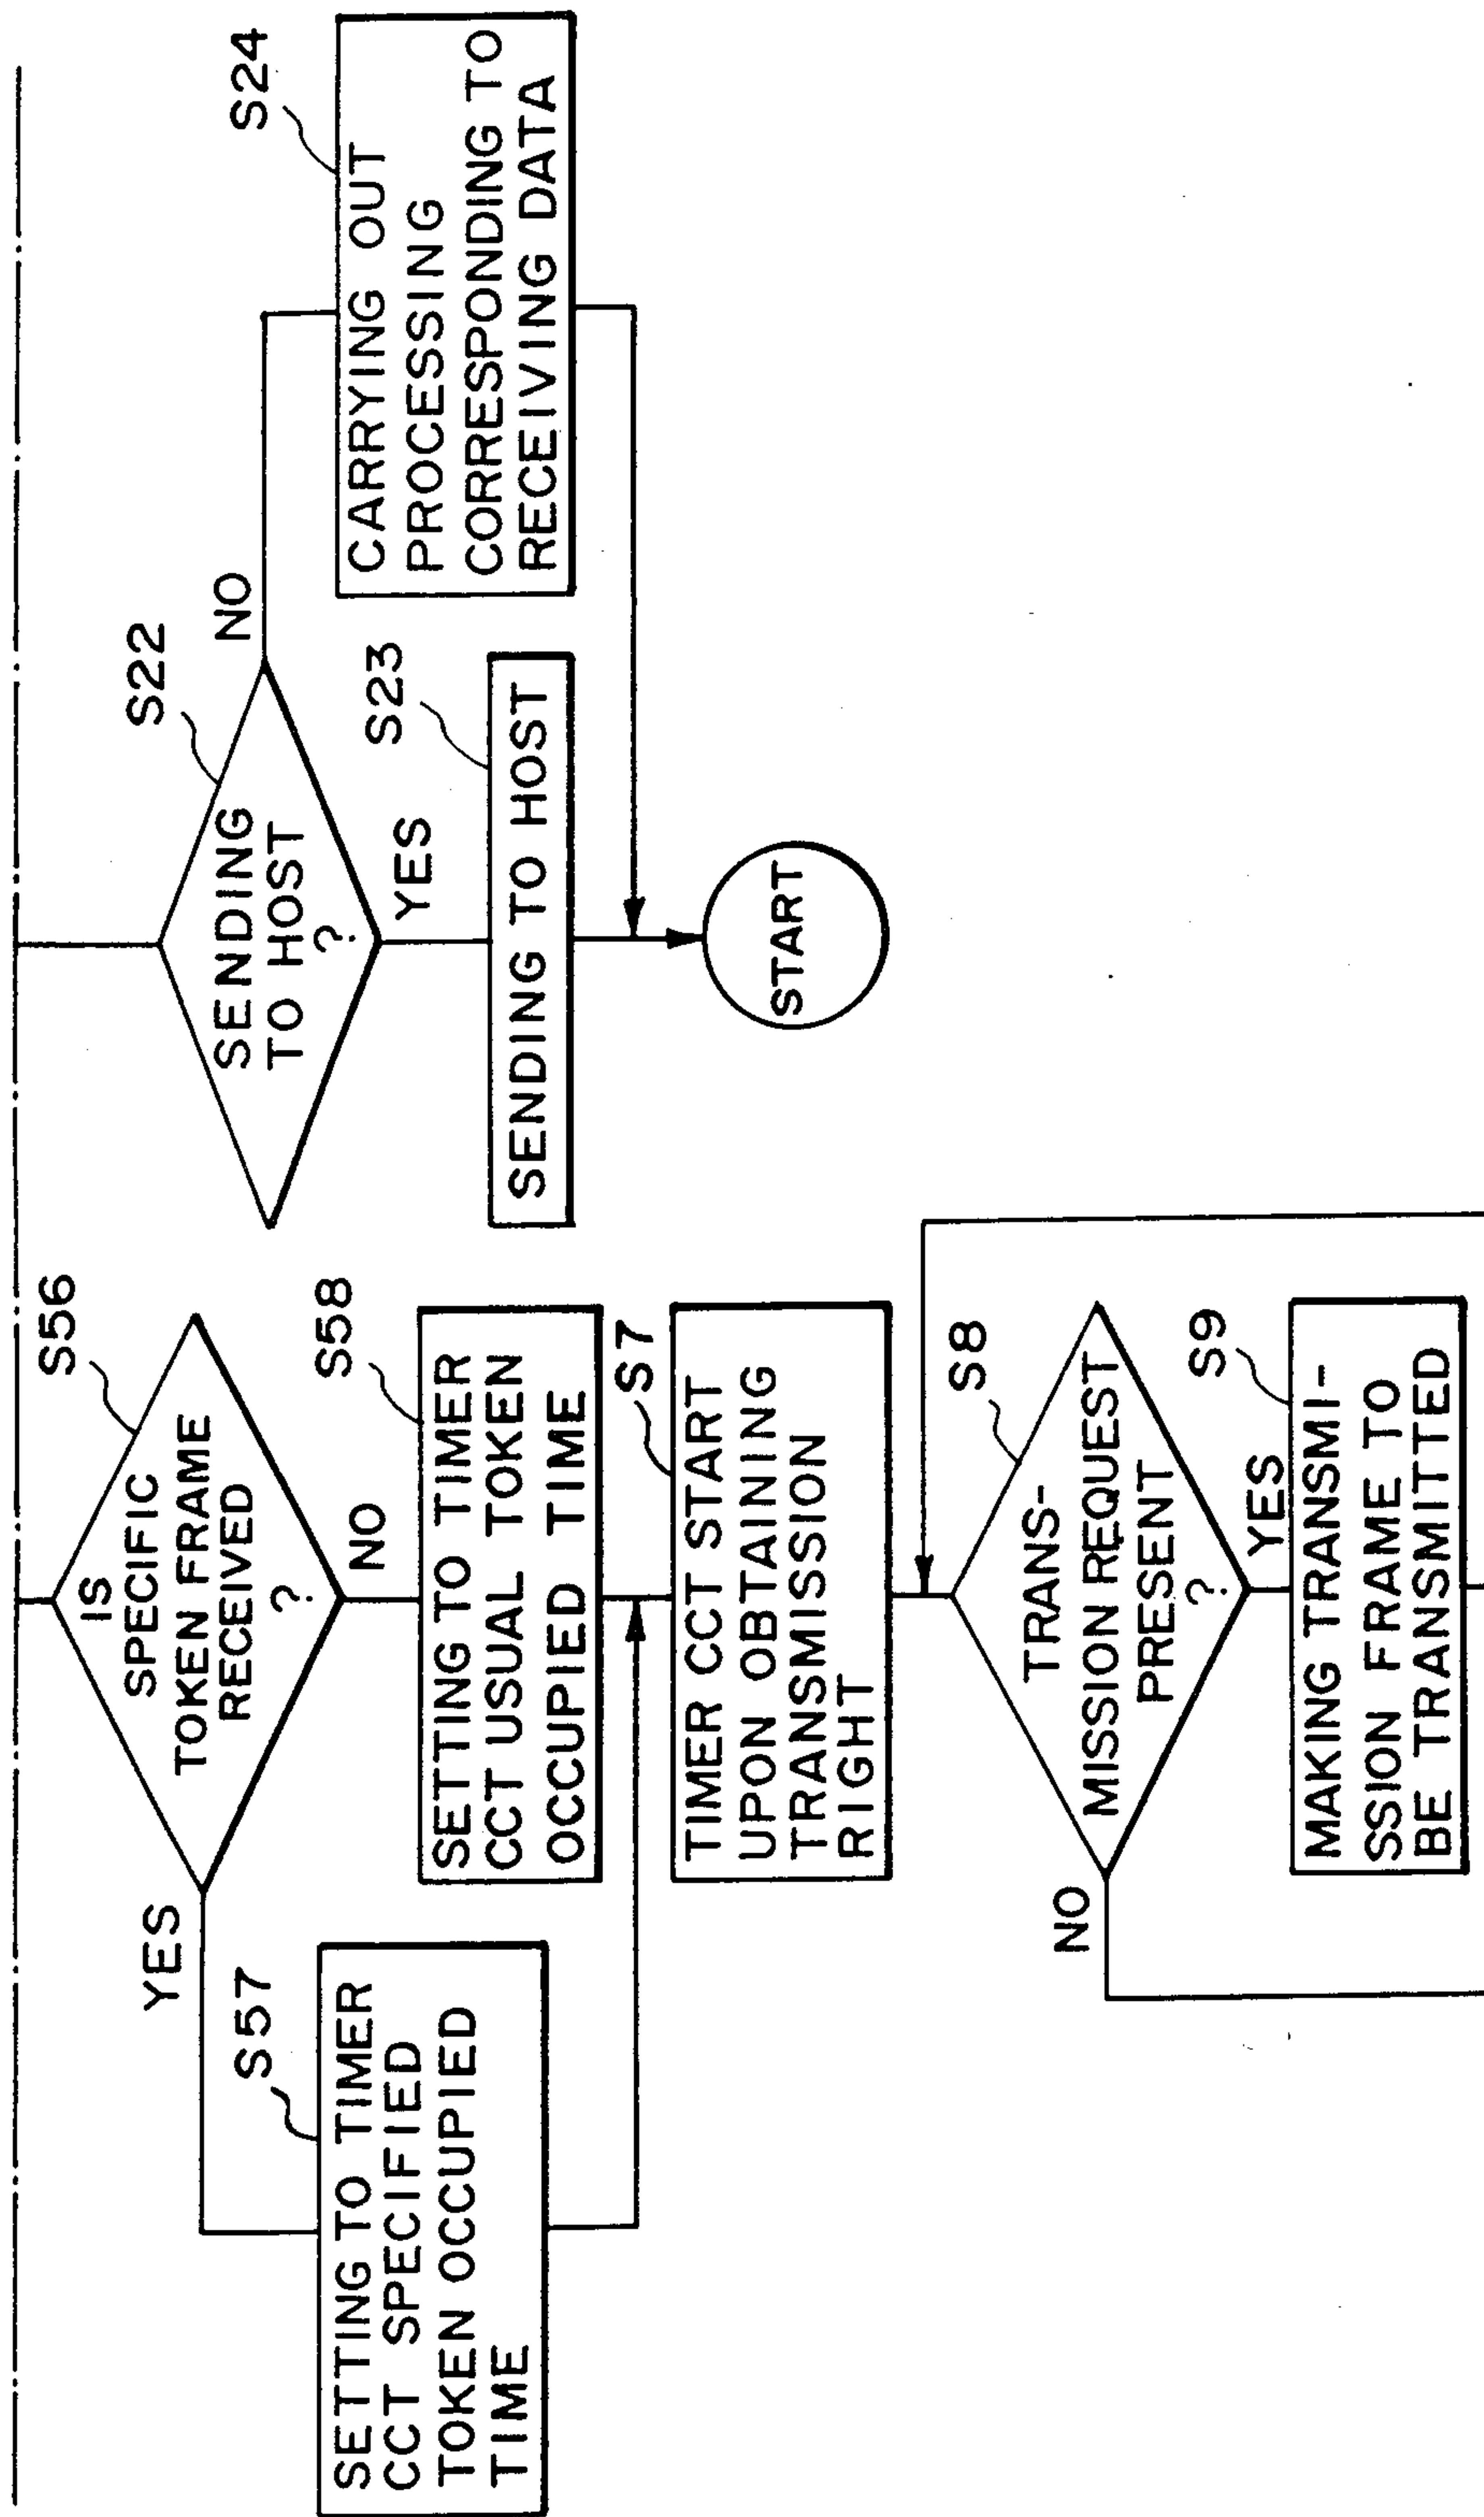 S56
IS
SPECIFIC
TOKEN FRAME
RECEIVED
?
YES
NO
S57
SETTING TO TIMER
CCT SPECIFIED
TOKEN OCCUPIED
TIME
S58
SETTING TO TIMER
CCT USUAL TOKEN
OCCUPIED TIME
S7
TIMER CCT START
UPON OBTAINING
TRANSMISSION
RIGHT
S8
TRANS-
MISSION REQUEST
PRESENT
?
NO
YES
S9
MAKING TRANSMI-
SSION FRAME TO
BE TRANSMITTED
S22
SENDING
TO HOST
?
NO
YES
S23
SENDING TO HOST
S24
CARRYING OUT
PROCESSING
CORRESPONDING TO
RECEIVING DATA
START